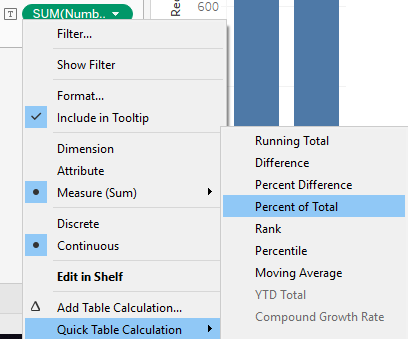 T SUM(Numb..
Filter...
Show Filter
Format...
Include in Tooltip
Dimension
Attribute
Measure (Sum)
Discrete
Continuous
Edit in Shelf
Add Table Calculation...
Quick Table Calculation
Rec
600
Running Total
Difference
Percent Difference
Percent of Total
Rank
Percentile
Moving Average
YTD Total
Compound Growth Rate